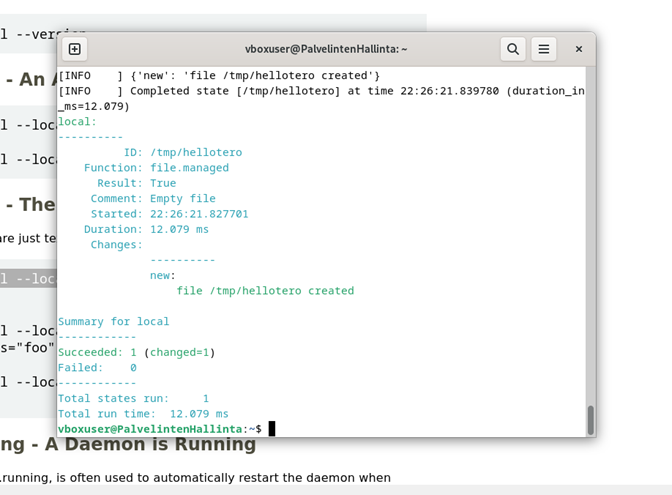 l --version
vboxuser@PalvelintenHallinta: ~
[INFO    ] {'new': 'file /tmp/hellotero created'}
- An
[INFO    ] Completed state [/tmp/hellotero] at time 22:26:21.839780 (duration_in
_ms=12.079)
l --loc
local:
----------
ID: /tmp/hellotero
l --loc
Function: file.managed
Result: True
- The
Comment: Empty file
Started: 22:26:21.827701
Duration: 12.079 ms
are just te
Changes:
----------
new:
l --loc
file /tmp/hellotero created
Summary for local
l --loc
------------
s="foo"
Succeeded: 1 (changed=1)
Failed:    0
l --loc
------------
Total states run:     1
Total run time:  12.079 ms
vboxuser@PalvelintenHallinta:~$
ng - A Daemon is Running
.running, is often used to automatically restart the daemon when